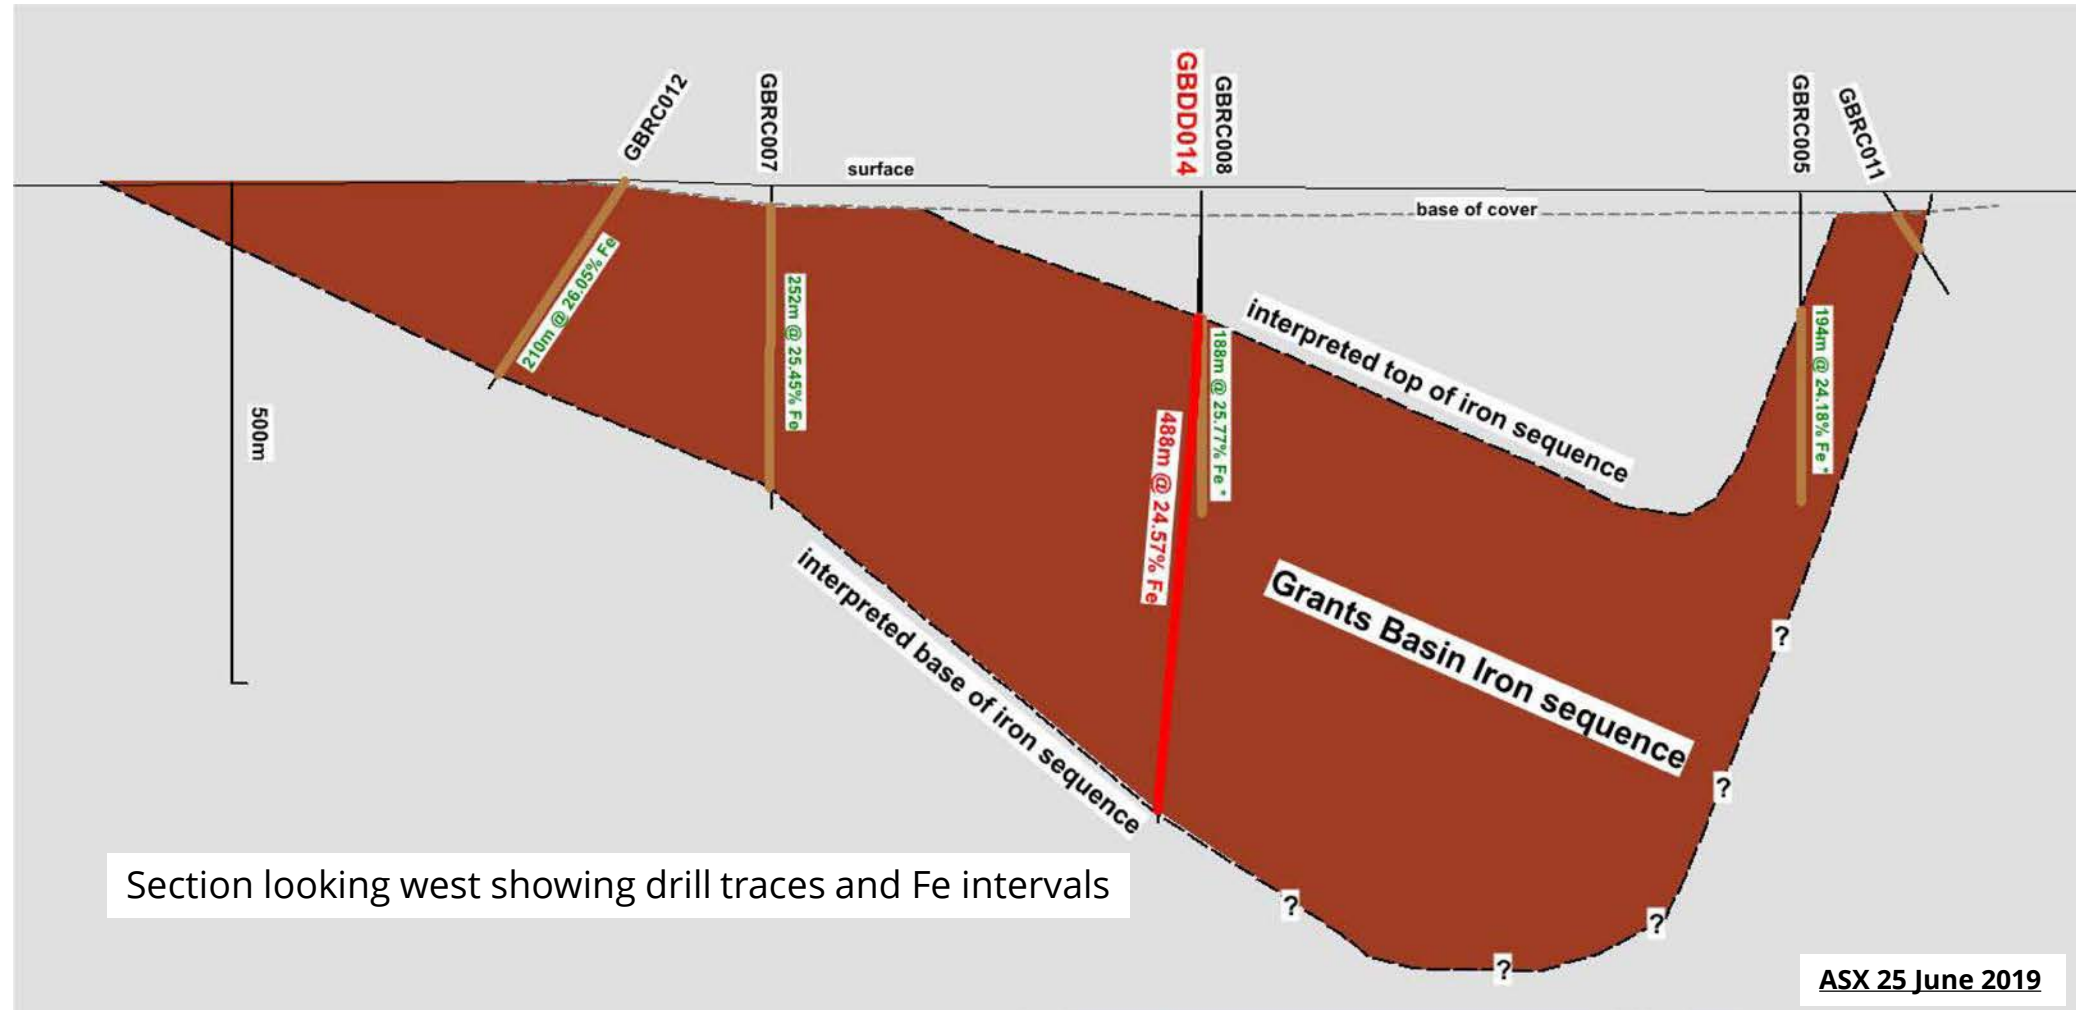 GBRC012
GBRC007
surface
GBDD014
GBRC008
GBRC005
GBRC011
base of cover
210m @ 26.05% Fe
252m @ 25.45% Fe
188m @ 25.77% Fe *
488m @ 24.57% Fe
194m @ 24.18% Fe *
interpreted top of iron sequence
500m
interpreted base of iron sequence
Grants Basin Iron sequence
?
?
?
?
?
Section looking west showing drill traces and Fe intervals
ASX 25 June 2019